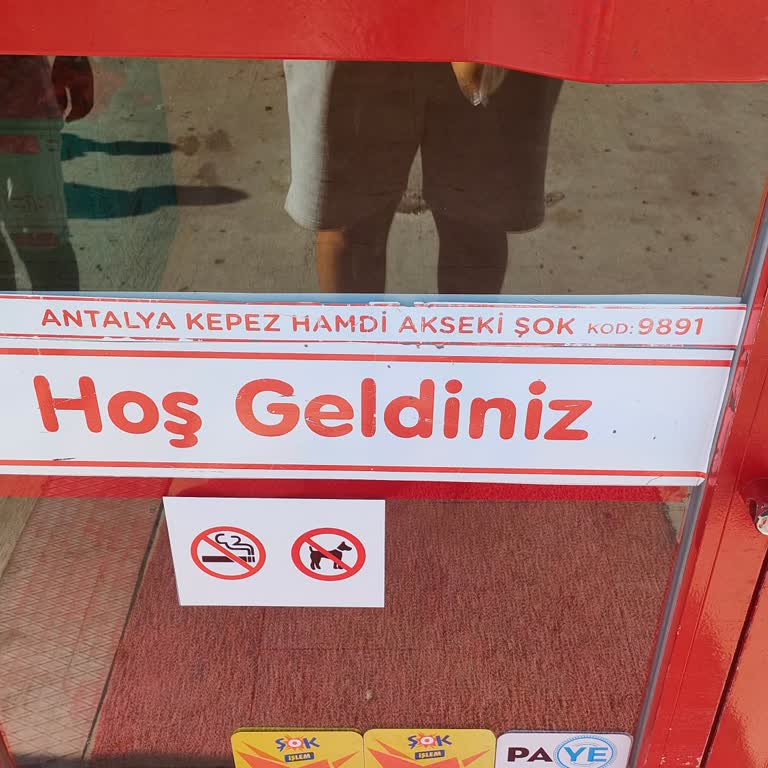 ANTALYA KEPEZ HAMDİ AKSEKİ ŞOK KOD: 9891
Hoş Geldiniz
ŞOK ŞOK PAYE
İŞLEM İŞLEM